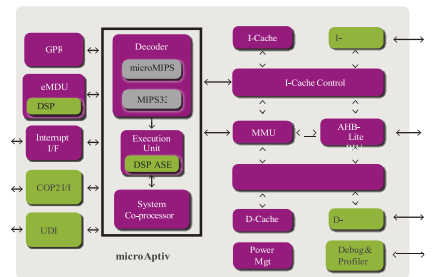 GPR
Decoder
I-Cache
I-
eMDU
microMIPS
DSP
MIPS32
I-Cache Control
Interrupt
I/F
Execution
Unit
DSP ASE
MMU
AHB-
Lite
COP2 I/F
System
Co-processor
UDI
D-Cache
D-
microAptiv
Power
Mgt
Debug &
Profiler